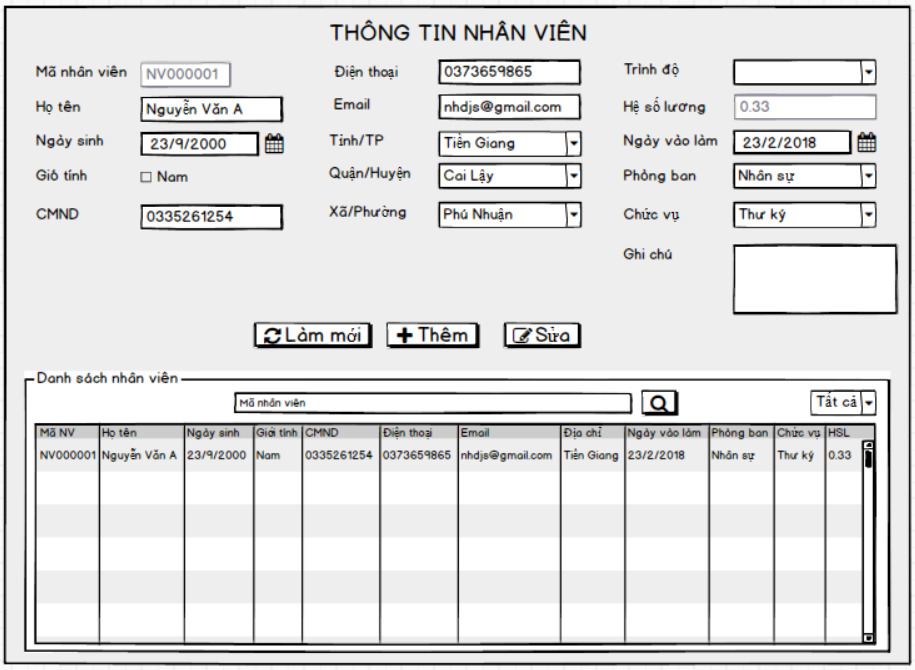 THÔNG TIN NHÂN VIÊN
Mã nhân viên NV000001 Điện thoại 0373659865 Trình độ
Họ tên Nguyễn Văn A Email nhdjs@gmail.com Hệ số lương 0.33
Ngày sinh 23/9/2000 Tỉnh/TP Tiền Giang Ngày vào làm 23/2/2018
Giô tính Nam Quận/Huyện Cai Lậy Phòng ban Nhân sự
CMND 0335261254 Xã/Phường Phú Nhuận Chức vụ Thư ký
Ghi chú
Làm mới Thêm Sửa
Danh sách nhân viên
Mã nhân viên Tất cả
Mã NV Họ tên Ngày sinh Giới tính CMND Điện thoại Email Địa chỉ Ngày vào làm Phòng ban Chức vụ HSL
NV000001 Nguyễn Văn A 23/9/2000 Nam 0335261254 0373659865 nhdjs@gmail.com Tiền Giang 23/2/2018 Nhân sự Thư ký 0.33